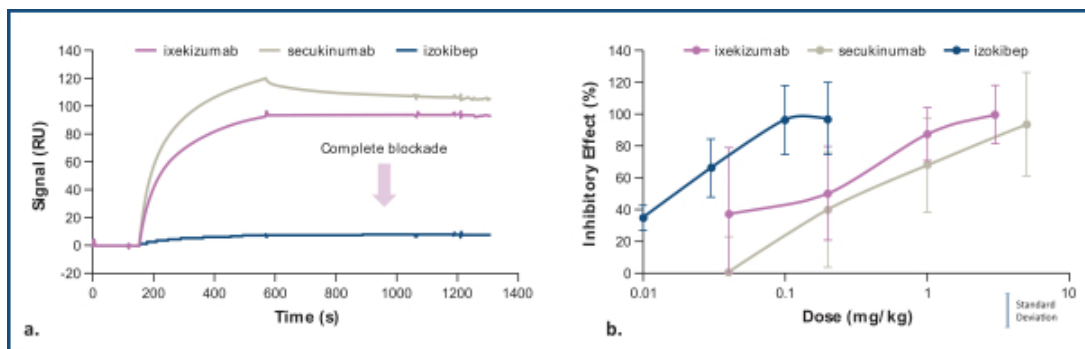 ixekizumab secukinumab izokibep
Signal (RU)
140
120
100
80
60
40
20
0
-20
Complete blockade
0 200 400 600 800 1000 1200 1400
Time (s)
a.
ixekizumab secukinumab izokibep
Inhibitory Effect (%)
140
120
100
80
60
40
20
0
0.01 0.1 1 10
Dose (mg/kg)
Standard
Deviation
b.